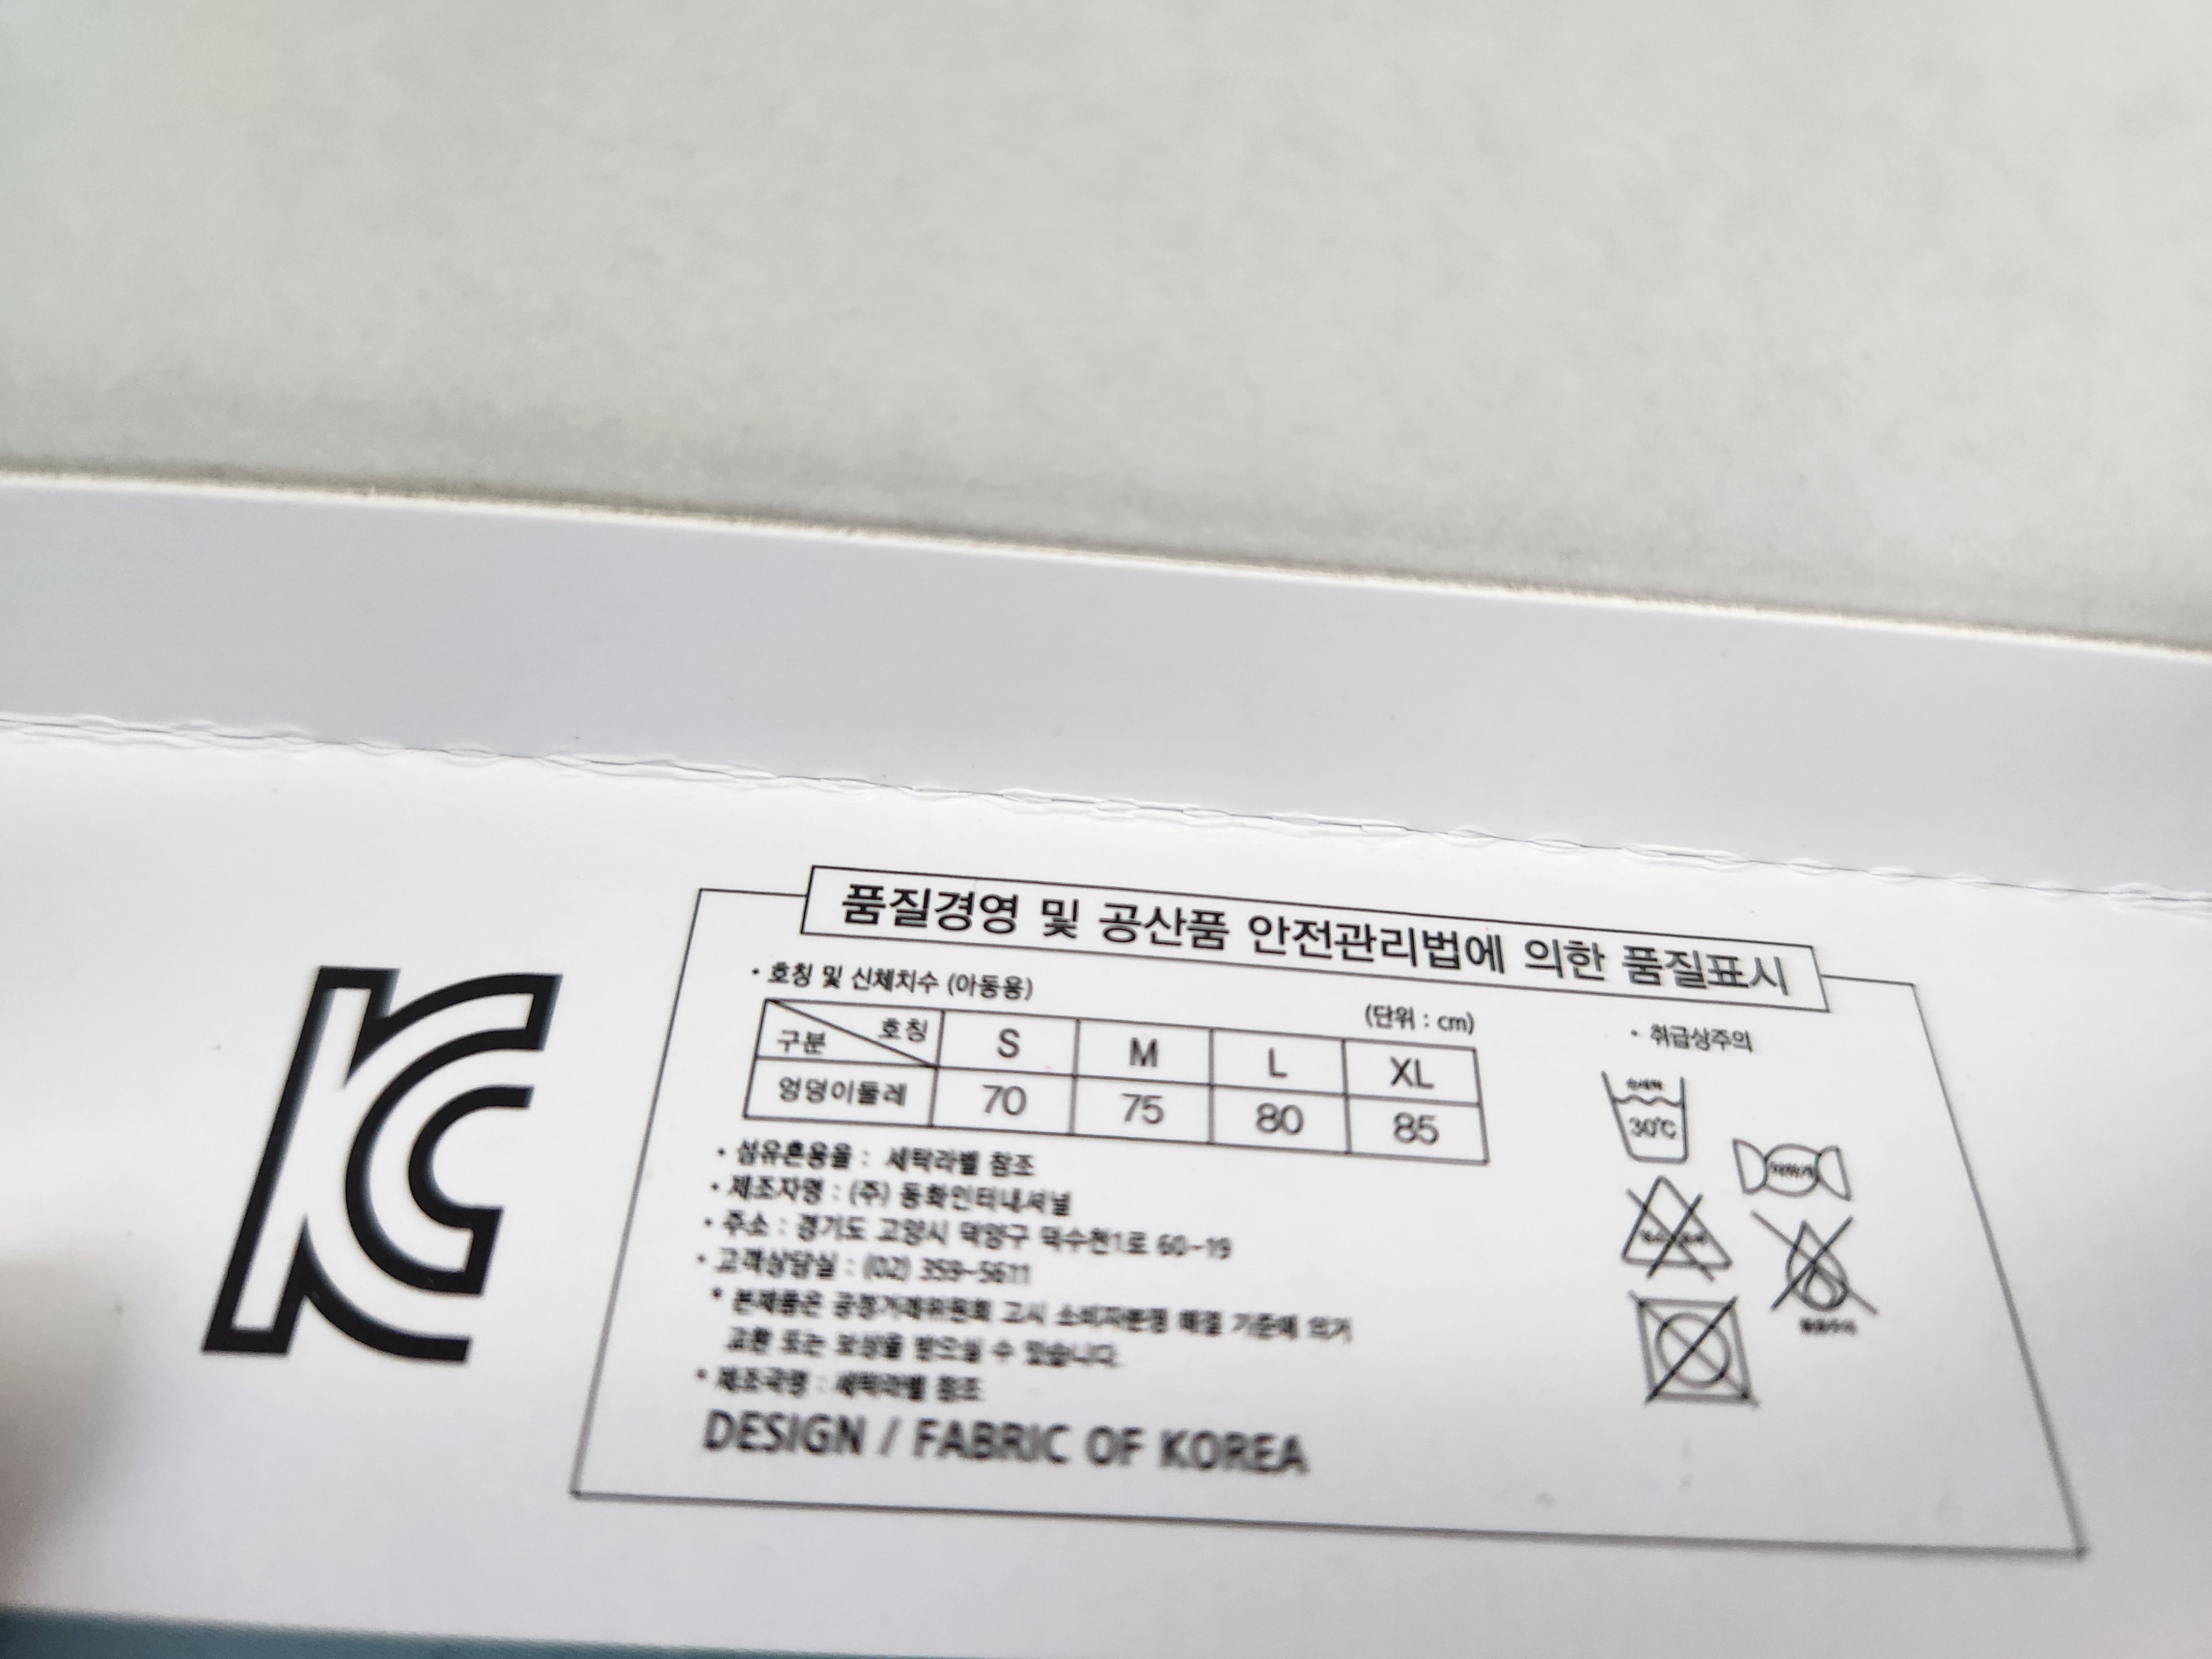 KC
품질경영 및 공산품 안전관리법에 의한 품질표시
• 호칭 및 신체치수 (아동용)
(단위 : cm)
구분 호칭 S M L XL
엉덩이둘레 70 75 80 85
• 섬유혼용율 : 세탁라벨 참조
• 제조자명 : (주) 동화인터내셔널
• 주소 : 경기도 고양시 덕양구 덕수천1로 60-19
• 고객상담실 : (02) 359-5611
* 본제품은 공정거래위원회 고시 소비자분쟁 해결 기준에 의거
교환 또는 보상을 받으실 수 있습니다.
• 제조국명 : 세탁라벨 참조
DESIGN / FABRIC OF KOREA
• 취급상주의
손세탁
30℃